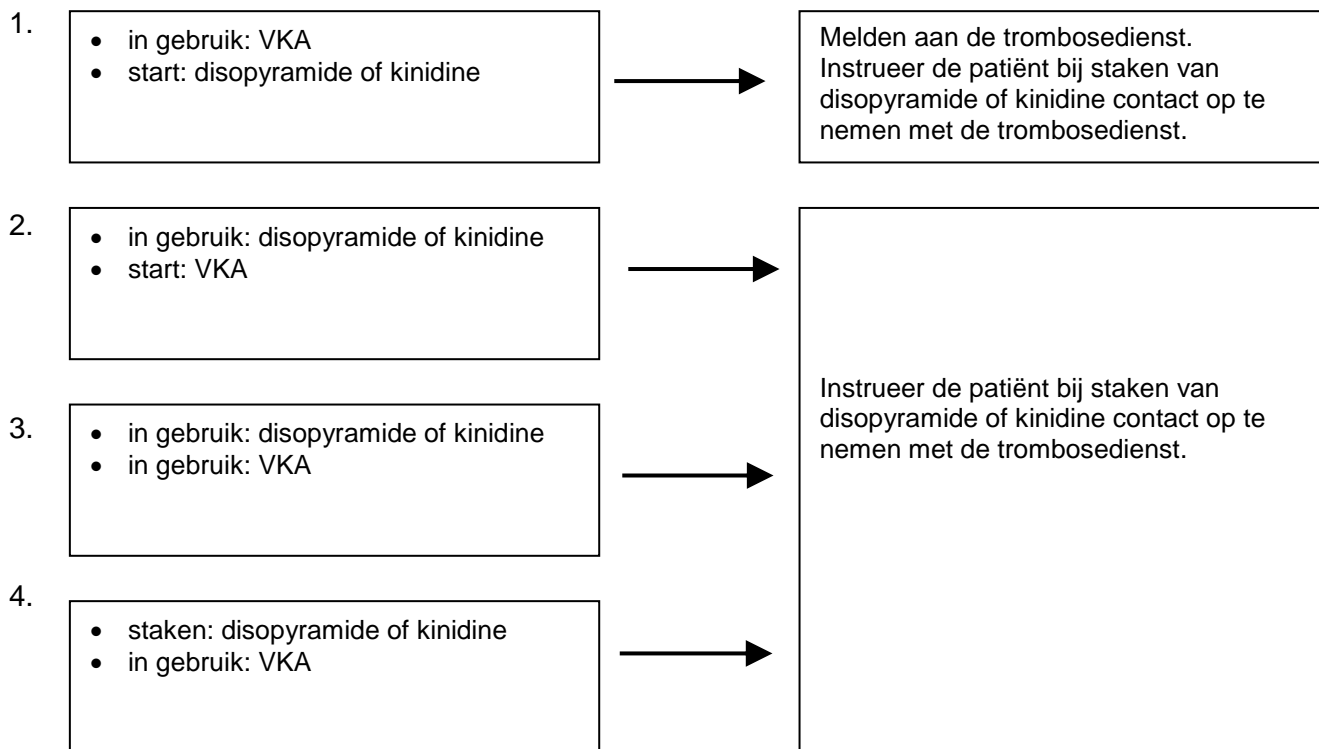 1.
• in gebruik: VKA
• start: disopyramide of kinidine
Melden aan de trombosedienst.
Instrueer de patiënt bij staken van
disopyramide of kinidine contact op te
nemen met de trombosedienst.
2.
• in gebruik: disopyramide of kinidine
• start: VKA
3.
• in gebruik: disopyramide of kinidine
• in gebruik: VKA
Instrueer de patiënt bij staken van
disopyramide of kinidine contact op te
nemen met de trombosedienst.
4.
• staken: disopyramide of kinidine
• in gebruik: VKA